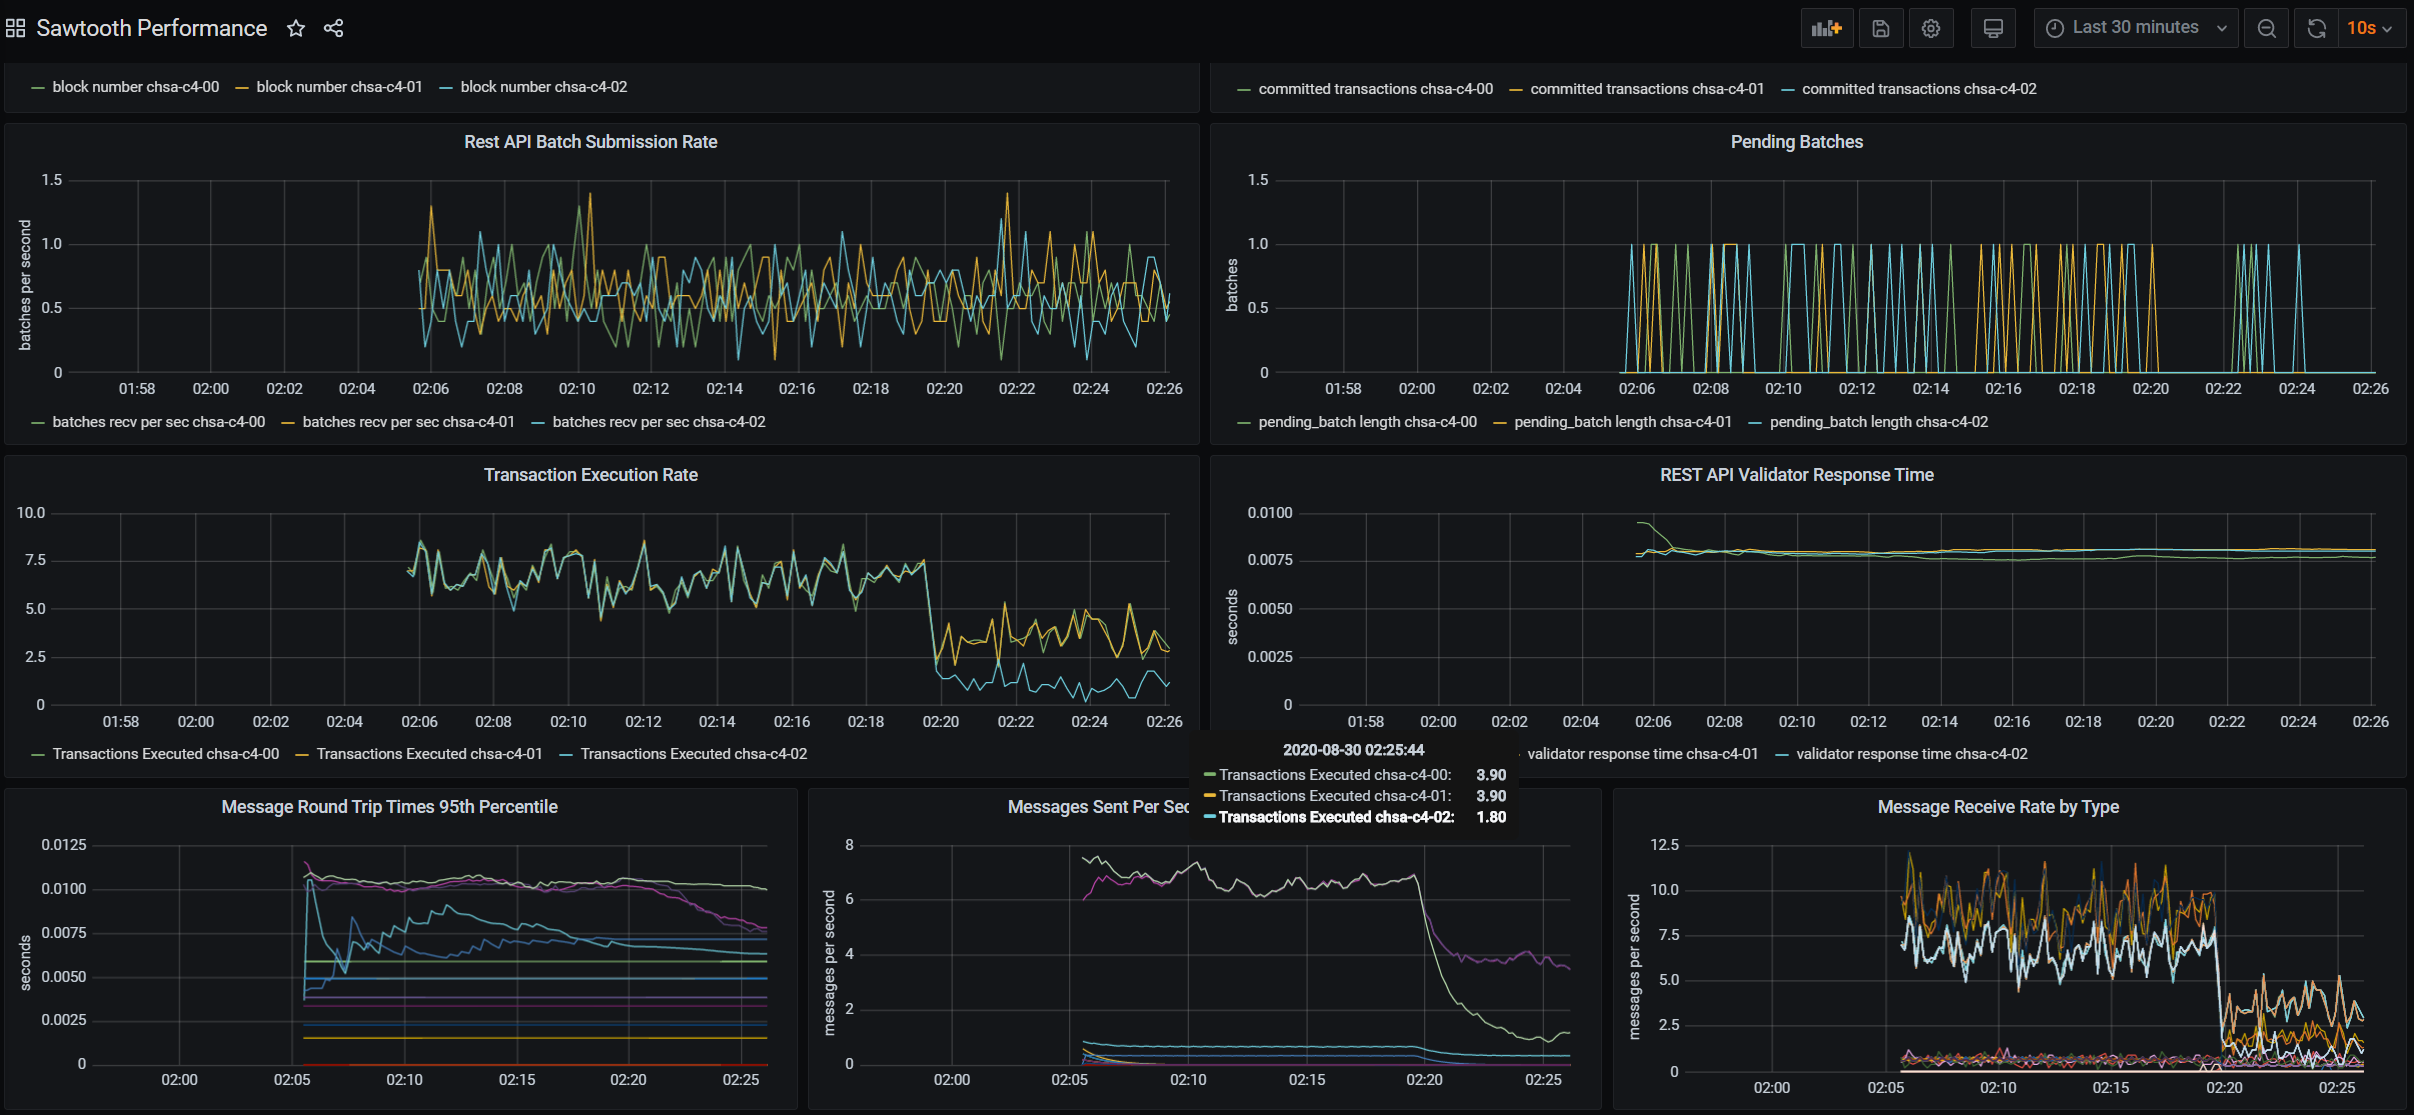 Sawtooth Performance
Last 30 minutes
10s
block number chsa-c4-00 block number chsa-c4-01 block number chsa-c4-02
committed transactions chsa-c4-00 committed transactions chsa-c4-01 committed transactions chsa-c4-02
Rest API Batch Submission Rate
batches per second
1.5
1.0
0.5
0
01:58 02:00 02:02 02:04 02:06 02:08 02:10 02:12 02:14 02:16 02:18 02:20 02:22 02:24 02:26
batches recv per sec chsa-c4-00 batches recv per sec chsa-c4-01 batches recv per sec chsa-c4-02
Pending Batches
batches
1.5
1.0
0.5
0
01:58 02:00 02:02 02:04 02:06 02:08 02:10 02:12 02:14 02:16 02:18 02:20 02:22 02:24 02:26
pending_batch length chsa-c4-00 pending_batch length chsa-c4-01 pending_batch length chsa-c4-02
Transaction Execution Rate
10.0
7.5
5.0
2.5
0
01:58 02:00 02:02 02:04 02:06 02:08 02:10 02:12 02:14 02:16 02:18 02:20 02:22 02:24 02:26
Transactions Executed chsa-c4-00 Transactions Executed chsa-c4-01 Transactions Executed chsa-c4-02
REST API Validator Response Time
seconds
0.0100
0.0075
0.0050
0.0025
0
01:58 02:00 02:02 02:04 02:06 02:08 02:10 02:12 02:14 02:16 02:18 02:20 02:22 02:24 02:26
validator response time chsa-c4-01 validator response time chsa-c4-02
2020-08-30 02:25:44
Transactions Executed chsa-c4-00: 3.90
Transactions Executed chsa-c4-01: 3.90
Transactions Executed chsa-c4-02: 1.80
Message Round Trip Times 95th Percentile
seconds
0.0125
0.0100
0.0075
0.0050
0.0025
0
02:00 02:05 02:10 02:15 02:20 02:25
Messages Sent Per Sec
messages per second
8
6
4
2
0
02:00 02:05 02:10 02:15 02:20 02:25
Message Receive Rate by Type
messages per second
12.5
10.0
7.5
5.0
2.5
0
02:00 02:05 02:10 02:15 02:20 02:25